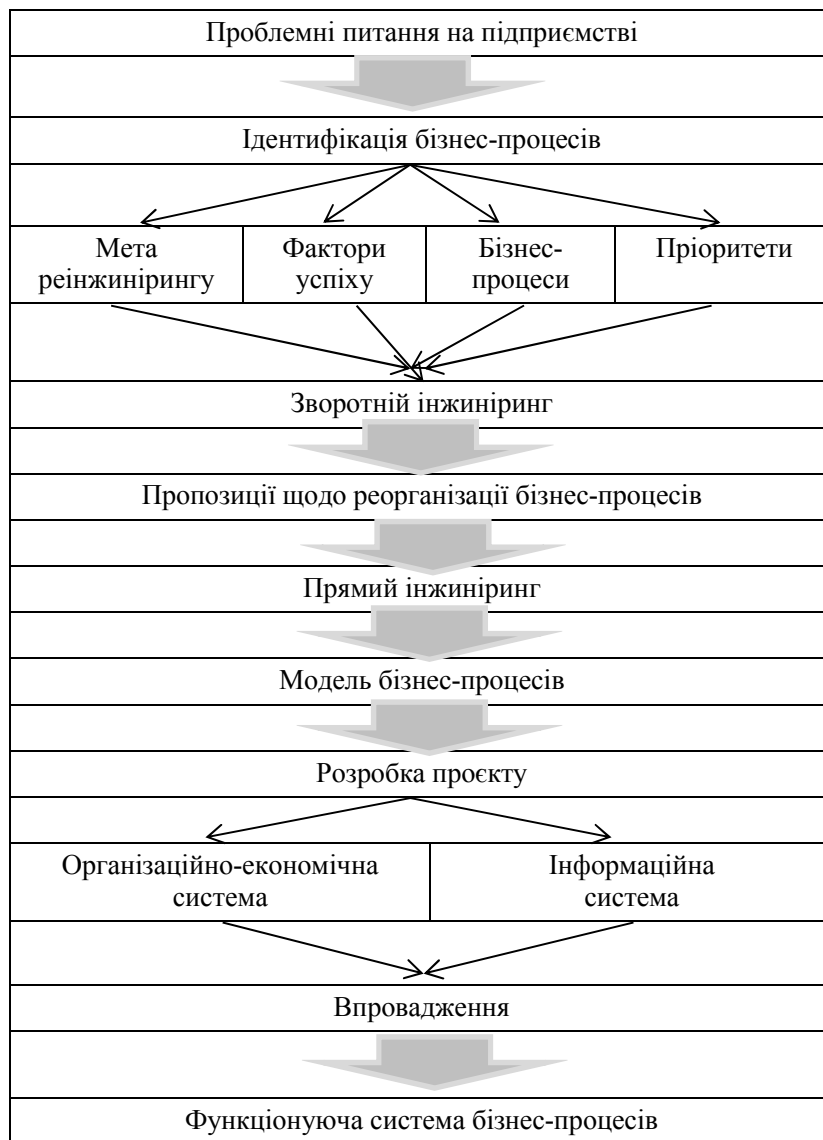 Проблемні питання на підприємстві
Ідентифікація бізнес-процесів
Мета
реінжинірингу
Фактори
успіху
Бізнес-
процеси
Пріоритети
Зворотній інжиніринг
Пропозиції щодо реорганізації бізнес-процесів
Прямий інжиніринг
Модель бізнес-процесів
Розробка проєкту
Організаційно-економічна
система
Інформаційна
система
Впровадження
Функціонуюча система бізнес-процесів